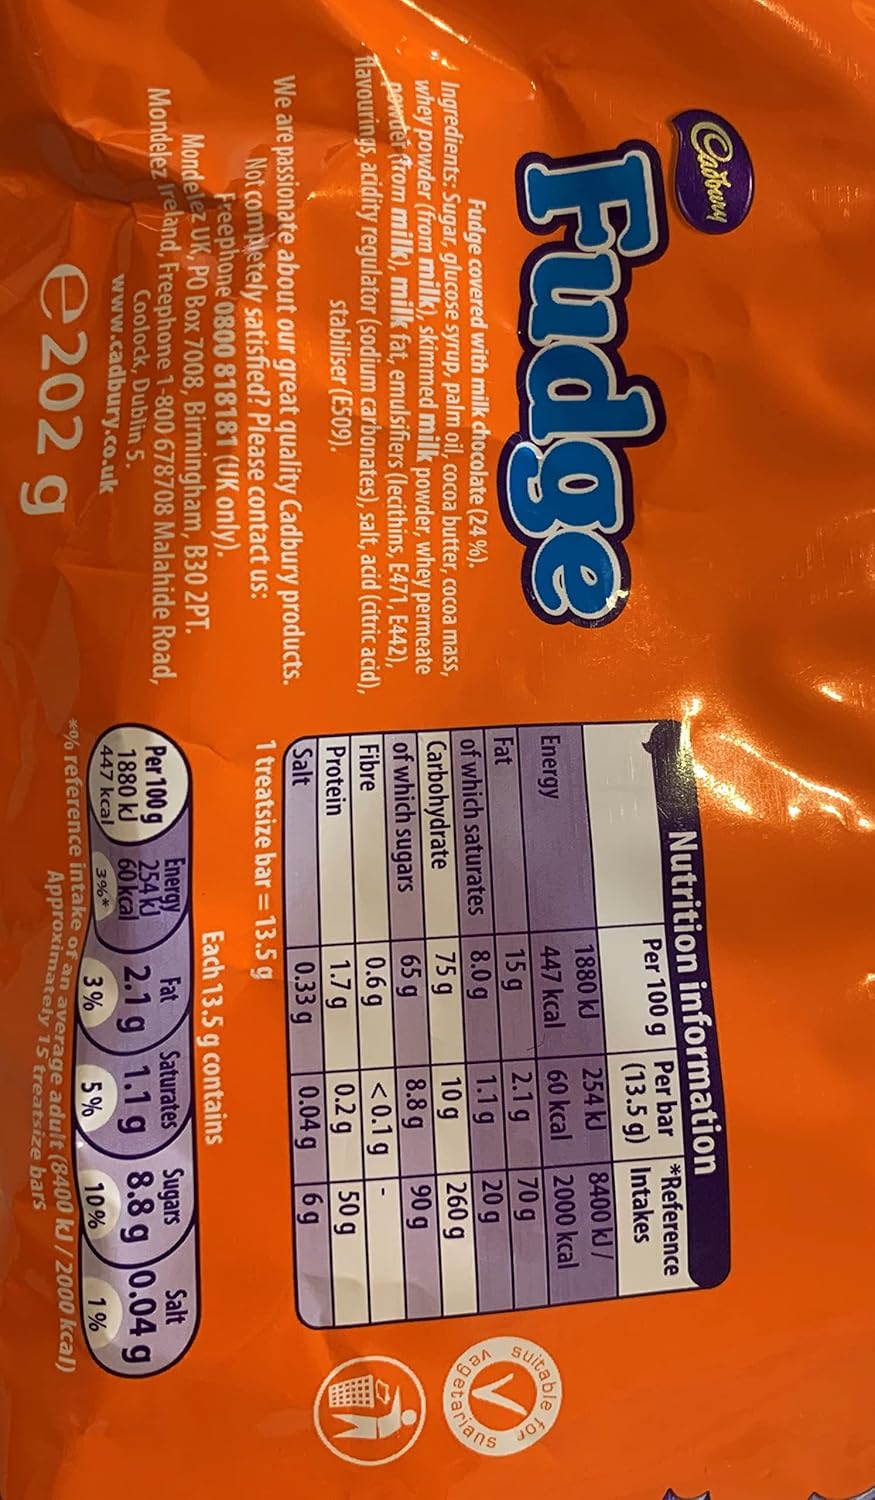 Cadbury
Fudge
Fudge covered with milk chocolate (24 %).
Ingredients: Sugar, glucose syrup, palm oil, cocoa butter, cocoa mass,
whey powder (from milk), skimmed milk powder, whey permeate
powder (from milk), milk fat, emulsifiers (lecithins, E471, E442),
flavourings, acidity regulator (sodium carbonates), salt, acid (citric acid),
stabiliser (E509).
We are passionate about our great quality Cadbury products.
Not completely satisfied? Please contact us:
Freephone 0800 818181 (UK only).
Mondelez UK, PO Box 7008, Birmingham, B30 2PT.
Mondelez Ireland, Freephone 1-800 678708 Malahide Road,
Coolock, Dublin 5.
www.cadbury.co.uk
e 202 g
Nutrition information
Per 100 g Per bar (13.5 g) *Reference Intakes
Energy 1880 kJ 254 kJ 8400 kJ /
447 kcal 60 kcal 2000 kcal
Fat 15 g 2.1 g 70 g
of which saturates 8.0 g 1.1 g 20 g
Carbohydrate 75 g 10 g 260 g
of which sugars 65 g 8.8 g 90 g
Fibre 0.6 g < 0.1 g -
Protein 1.7 g 0.2 g 50 g
Salt 0.33 g 0.04 g 6 g
1 treatsize bar = 13.5 g
Each 13.5 g contains
Per 100 g
1880 kJ
447 kcal
Energy
254 kJ
60 kcal
3%*
Fat
2.1 g
3 %
Saturates
1.1 g
5 %
Sugars
8.8 g
10 %
Salt
0.04 g
1 %
*% reference intake of an average adult (8400 kJ / 2000 kcal)
Approximately 15 treatsize bars
suitable for
V
vegetarians